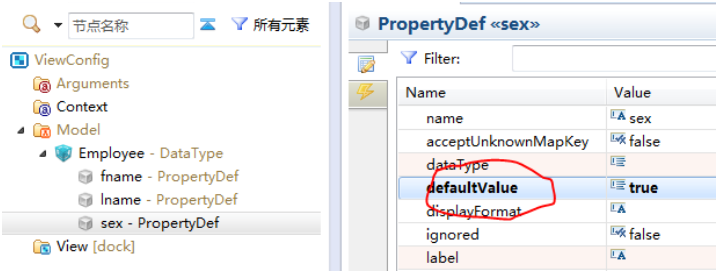 节点名称
所有元素
ViewConfig
Arguments
Context
Model
Employee - DataType
fname - PropertyDef
lname - PropertyDef
sex - PropertyDef
View [dock]
PropertyDef «sex»
Filter:
Name Value
name sex
acceptUnknownMapKey false
dataType
defaultValue true
displayFormat
ignored false
label